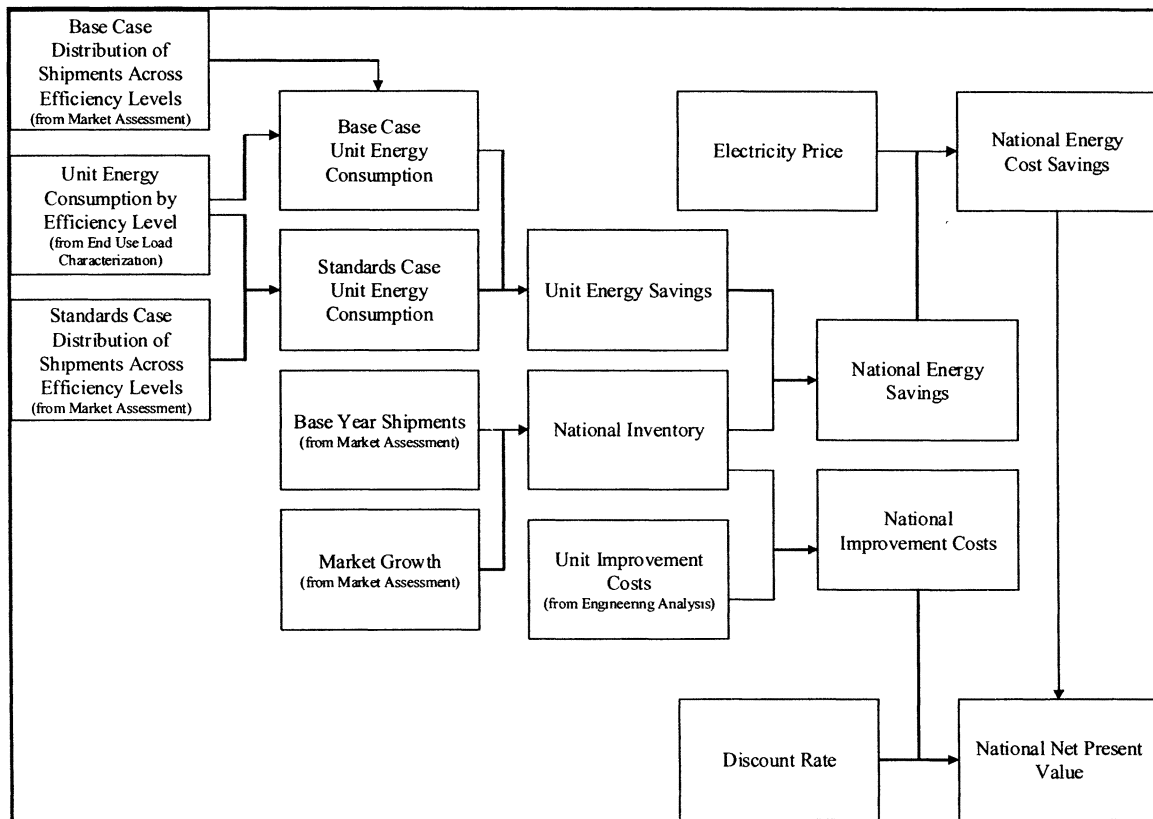 Base Case
Distribution of
Shipments Across
Efficiency Levels
(from Market Assessment)
Unit Energy
Consumption by
Efficiency Level
(from End Use Load
Characterization)
Standards Case
Distribution of
Shipments Across
Efficiency Levels
(from Market Assessment)
Base Case
Unit Energy
Consumption
Standards Case
Unit Energy
Consumption
Base Year Shipments
(from Market Assessment)
Market Growth
(from Market Assessment)
Unit Energy Savings
National Inventory
Unit Improvement
Costs
(from Engineering Analysis)
Electricity Price
National Energy
Cost Savings
National Energy
Savings
National
Improvement Costs
Discount Rate
National Net Present
Value